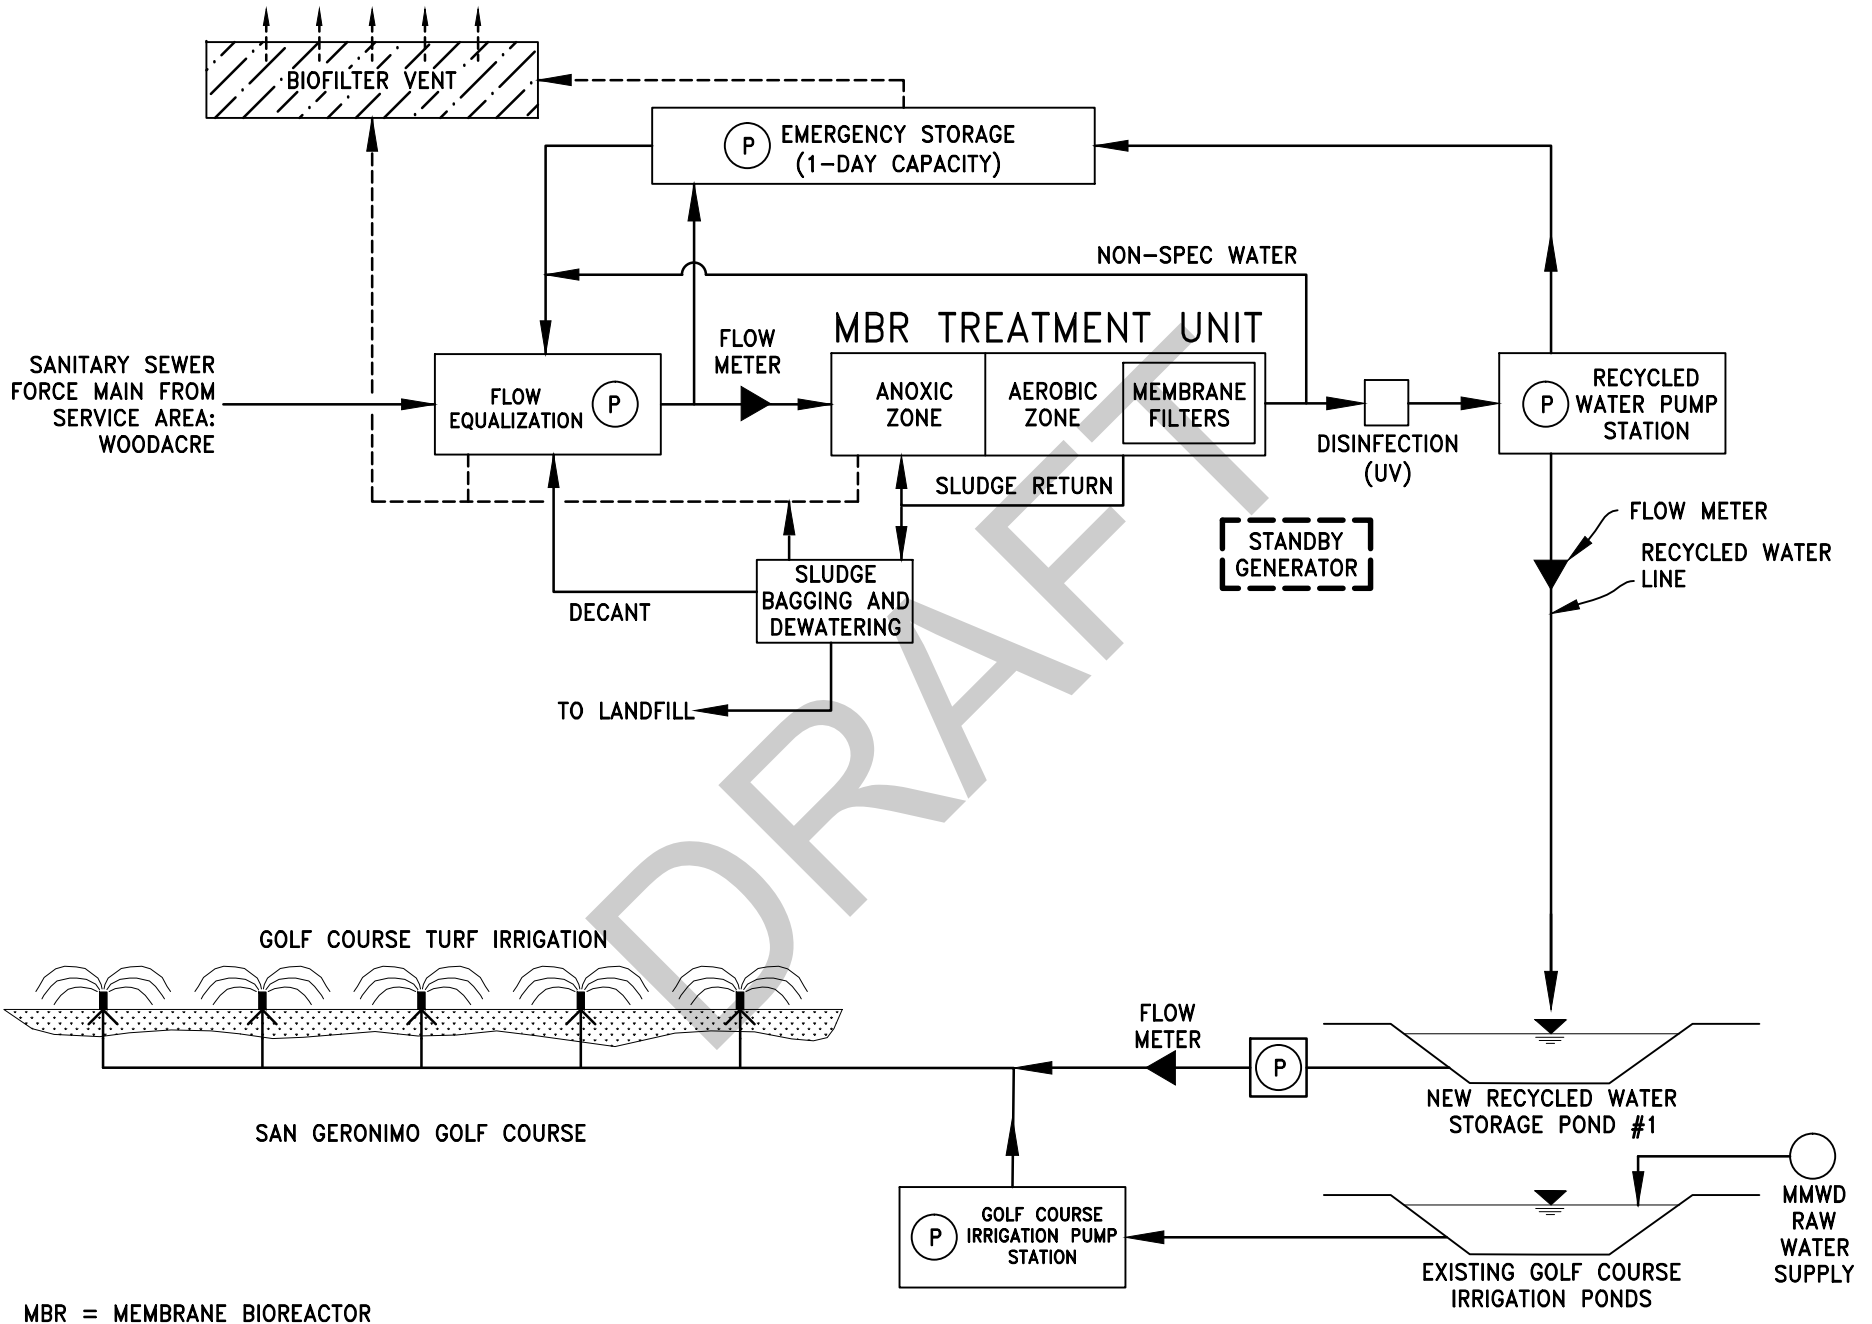 BIOFILTER VENT
P
EMERGENCY STORAGE
(1-DAY CAPACITY)
NON-SPEC WATER
MBR TREATMENT UNIT
SANITARY SEWER
FORCE MAIN FROM
SERVICE AREA:
WOODACRE
FLOW
EQUALIZATION
P
FLOW
METER
ANOXIC
ZONE
AEROBIC
ZONE
MEMBRANE
FILTERS
DISINFECTION
(UV)
P
RECYCLED
WATER PUMP
STATION
SLUDGE RETURN
STANDBY
GENERATOR
FLOW METER
RECYCLED WATER
LINE
SLUDGE
BAGGING AND
DEWATERING
DECANT
TO LANDFILL
DRAFT
GOLF COURSE TURF IRRIGATION
SAN GERONIMO GOLF COURSE
FLOW
METER
P
NEW RECYCLED WATER
STORAGE POND #1
P
GOLF COURSE
IRRIGATION PUMP
STATION
MMWD
RAW
WATER
SUPPLY
EXISTING GOLF COURSE
IRRIGATION PONDS
MBR = MEMBRANE BIOREACTOR